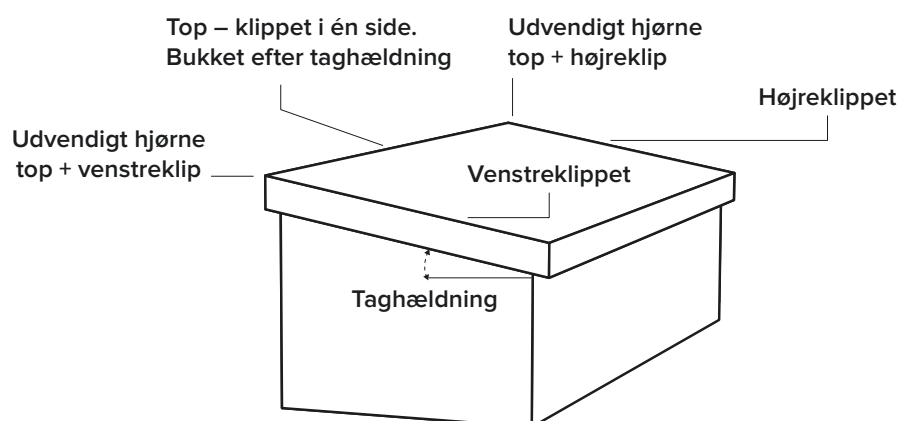 Top – klippet i én side.
Bukket efter taghældning
Udvendigt hjørne
top + højreklip
Højreklippet
Udvendigt hjørne
top + venstreklip
Venstreklippet
Taghældning